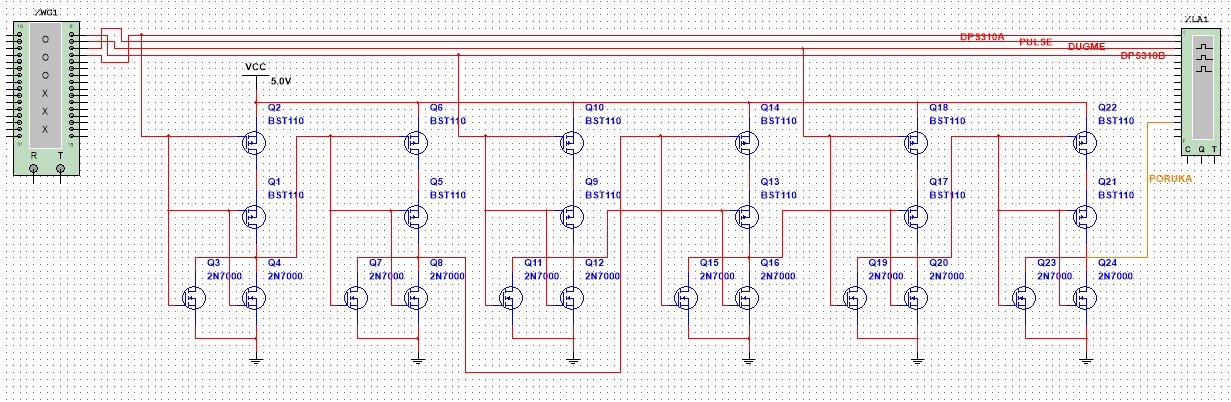 XWG1
XLA1
O
O
O
X
X
X
R T
DPS310A
PULSE
DUGME
DPS310B
C Q T
VCC
5.0V
Q2
BST110
Q6
BST110
Q10
BST110
Q14
BST110
Q18
BST110
Q22
BST110
Q1
BST110
Q5
BST110
Q9
BST110
Q13
BST110
Q17
BST110
Q21
BST110
PORUKA
Q3
2N7000
Q4
2N7000
Q7
2N7000
Q8
2N7000
Q11
2N7000
Q12
2N7000
Q15
2N7000
Q16
2N7000
Q19
2N7000
Q20
2N7000
Q23
2N7000
Q24
2N7000